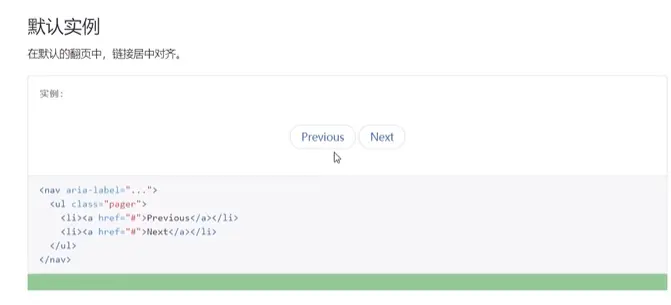 默认实例
在默认的翻页中，链接居中对齐。
实例：
Previous Next
<nav aria-label="...">
  <ul class="pager">
    <li><a href="#">Previous</a></li>
    <li><a href="#">Next</a></li>
  </ul>
</nav>